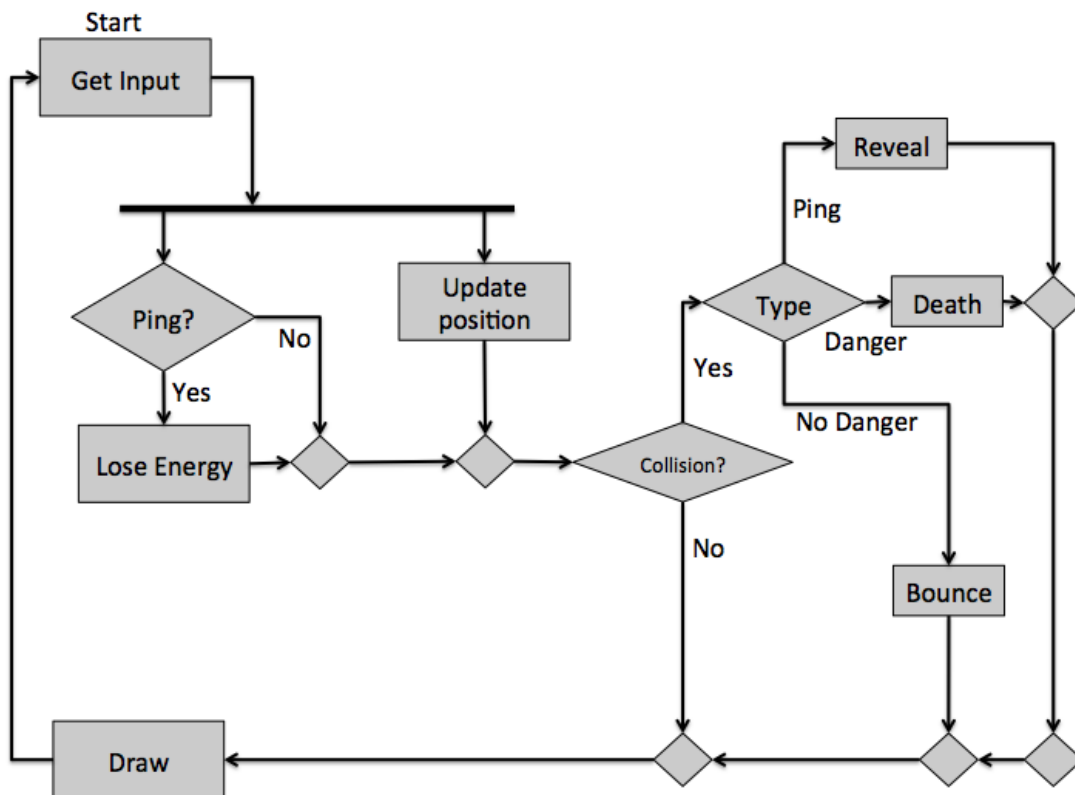 Start
Get Input
Reveal
Ping
Ping?
No
Update
position
Type
Death
Danger
Yes
Yes
No Danger
Lose Energy
Collision?
No
Bounce
Draw